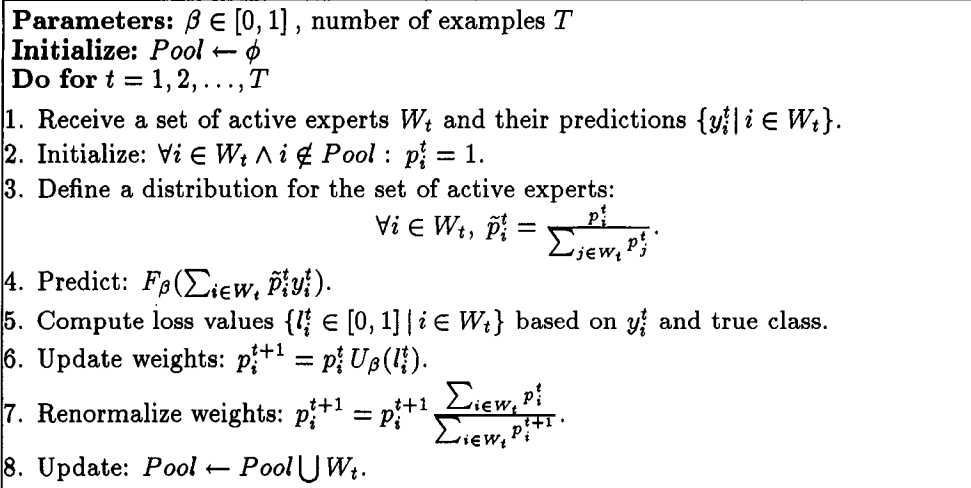 Parameters: β ∈ [0, 1] , number of examples T
Initialize: Pool ← ϕ
Do for t = 1, 2, . . . , T
1. Receive a set of active experts W_t and their predictions {y_i^t | i ∈ W_t}.
2. Initialize: ∀i ∈ W_t ∧ i ∉ Pool : p_i^t = 1.
3. Define a distribution for the set of active experts:
∀i ∈ W_t, p̃_i^t = p_i^t / ∑_{j∈W_t} p_j^t.
4. Predict: F_β(∑_{i∈W_t} p̃_i^t y_i^t).
5. Compute loss values {l_i^t ∈ [0, 1] | i ∈ W_t} based on y_i^t and true class.
6. Update weights: p_i^{t+1} = p_i^t U_β(l_i^t).
7. Renormalize weights: p_i^{t+1} = p_i^{t+1} ∑_{i∈W_t} p_i^t / ∑_{i∈W_t} p_i^{t+1}.
8. Update: Pool ← Pool ⋃ W_t.